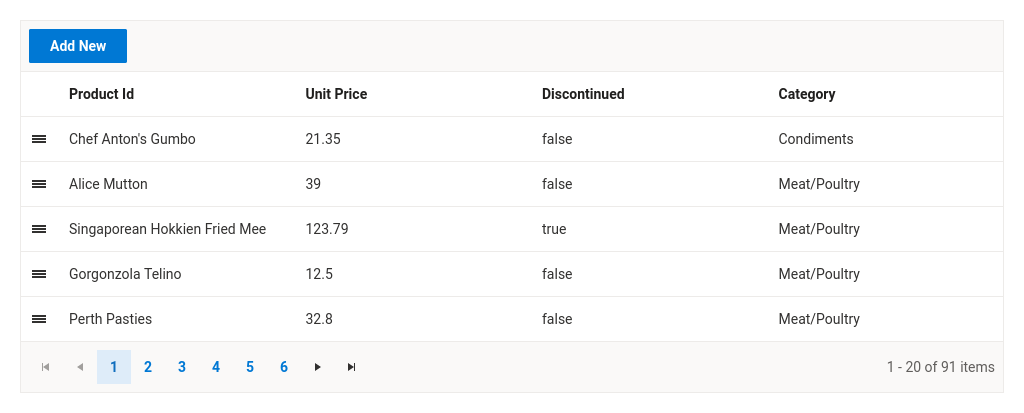 Add New
Product Id Unit Price Discontinued Category
Chef Anton's Gumbo 21.35 false Condiments
Alice Mutton 39 false Meat/Poultry
Singaporean Hokkien Fried Mee 123.79 true Meat/Poultry
Gorgonzola Telino 12.5 false Meat/Poultry
Perth Pasties 32.8 false Meat/Poultry
1 2 3 4 5 6 1 - 20 of 91 items